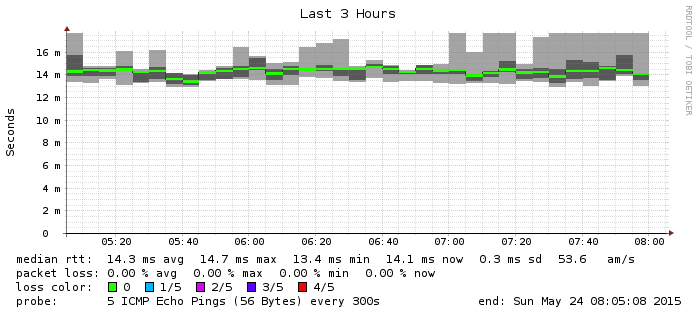 Last 3 Hours
RRDTOOL / TOBI OETIKER
Seconds
16 m
14 m
12 m
10 m
8 m
6 m
4 m
2 m
0
05:20 05:40 06:00 06:20 06:40 07:00 07:20 07:40 08:00
median rtt: 14.3 ms avg 14.7 ms max 13.4 ms min 14.1 ms now 0.3 ms sd 53.6 am/s
packet loss: 0.00 % avg 0.00 % max 0.00 % min 0.00 % now
loss color: 0 1/5 2/5 3/5 4/5
probe: 5 ICMP Echo Pings (56 Bytes) every 300s end: Sun May 24 08:05:08 2015